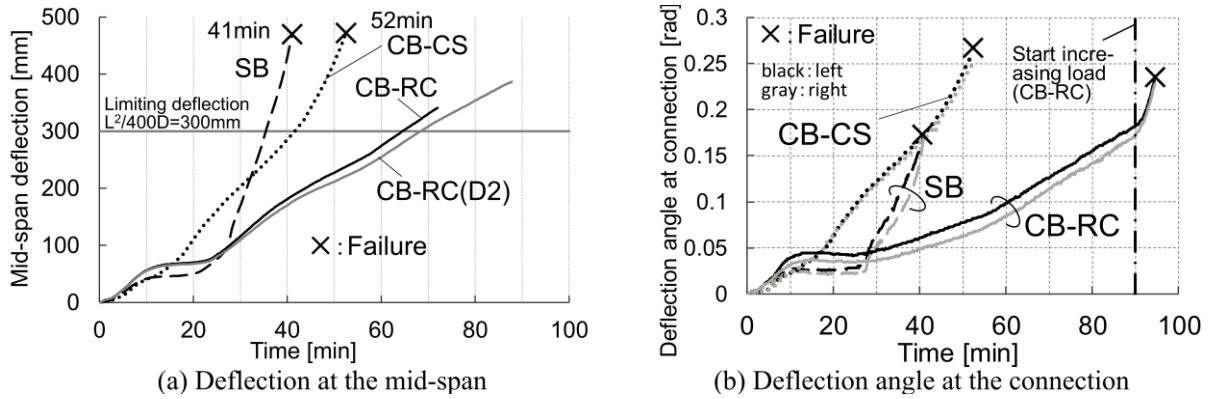 Mid-span deflection [mm]
500
400
300
200
100
0
41min
52min
SB
CB-CS
CB-RC
Limiting deflection
L²/400D=300mm
CB-RC(D2)
×: Failure
0 20 40 60 80 100
Time [min]
(a) Deflection at the mid-span
Deflection angle at connection [rad]
0.3
0.25
0.2
0.15
0.1
0.05
0
×: Failure
black: left
gray: right
Start incre-
asing load
(CB-RC)
CB-CS
SB
CB-RC
0 20 40 60 80 100
Time [min]
(b) Deflection angle at the connection